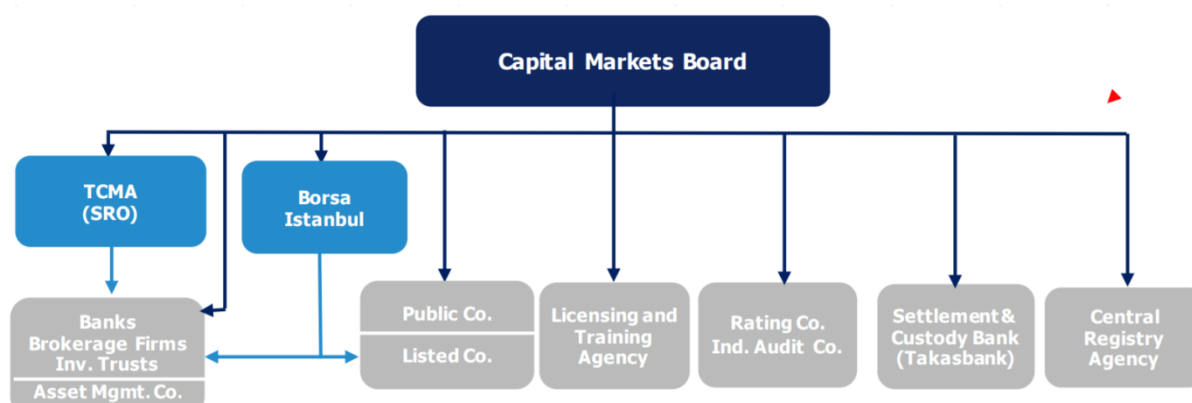 Capital Markets Board
TCMA
(SRO)
Borsa
Istanbul
Banks
Brokerage Firms
Inv. Trusts
Asset Mgmt. Co.
Public Co.
Listed Co.
Licensing and
Training
Agency
Rating Co.
Ind. Audit Co.
Settlement &
Custody Bank
(Takasbank)
Central
Registry
Agency